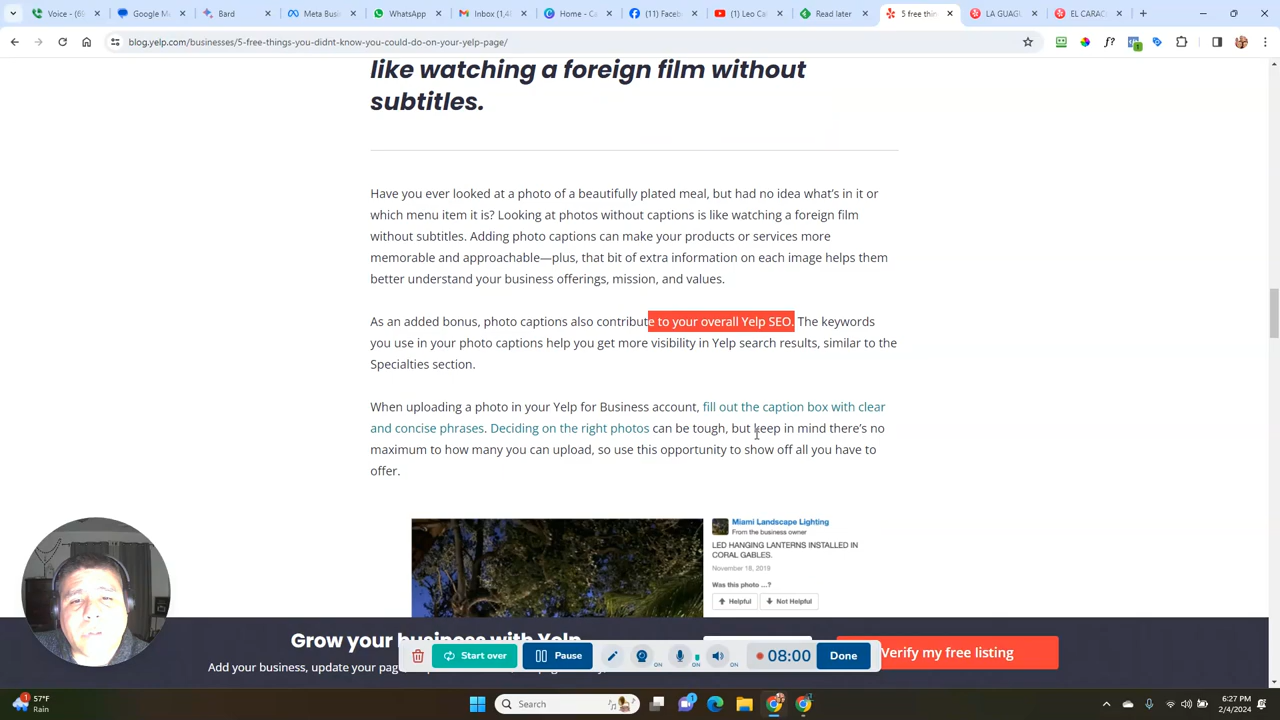 Voice - (6
Google M
Bard
Meta Busi
WhatsApp
Inbox (1,4
Home - C
(11) Faceb
Leo Ca
Read later
5 free thin
LA GUAGU
EL CARAC
blog.yelp.com/businesses/5-free-things-you-didnt-know-you-could-do-on-your-yelp-page/
like watching a foreign film without
subtitles.
Have you ever looked at a photo of a beautifully plated meal, but had no idea what's in it or
which menu item it is? Looking at photos without captions is like watching a foreign film
without subtitles. Adding photo captions can make your products or services more
memorable and approachable—plus, that bit of extra information on each image helps them
better understand your business offerings, mission, and values.
As an added bonus, photo captions also contribute to your overall Yelp SEO. The keywords
you use in your photo captions help you get more visibility in Yelp search results, similar to the
Specialties section.
When uploading a photo in your Yelp for Business account, fill out the caption box with clear
and concise phrases. Deciding on the right photos can be tough, but keep in mind there's no
maximum to how many you can upload, so use this opportunity to show off all you have to
offer.
Miami Landscape Lighting
From the business owner
LED HANGING LANTERNS INSTALLED IN
CORAL GABLES.
November 18, 2019
Was this photo ...?
Helpful
Not Helpful
Grow your business with Yelp
Add your business, update your pag
Verify my free listing
Start over
Pause
ON
ON
ON
08:00
Done
57°F
Rain
Search
6:27 PM
2/4/2024